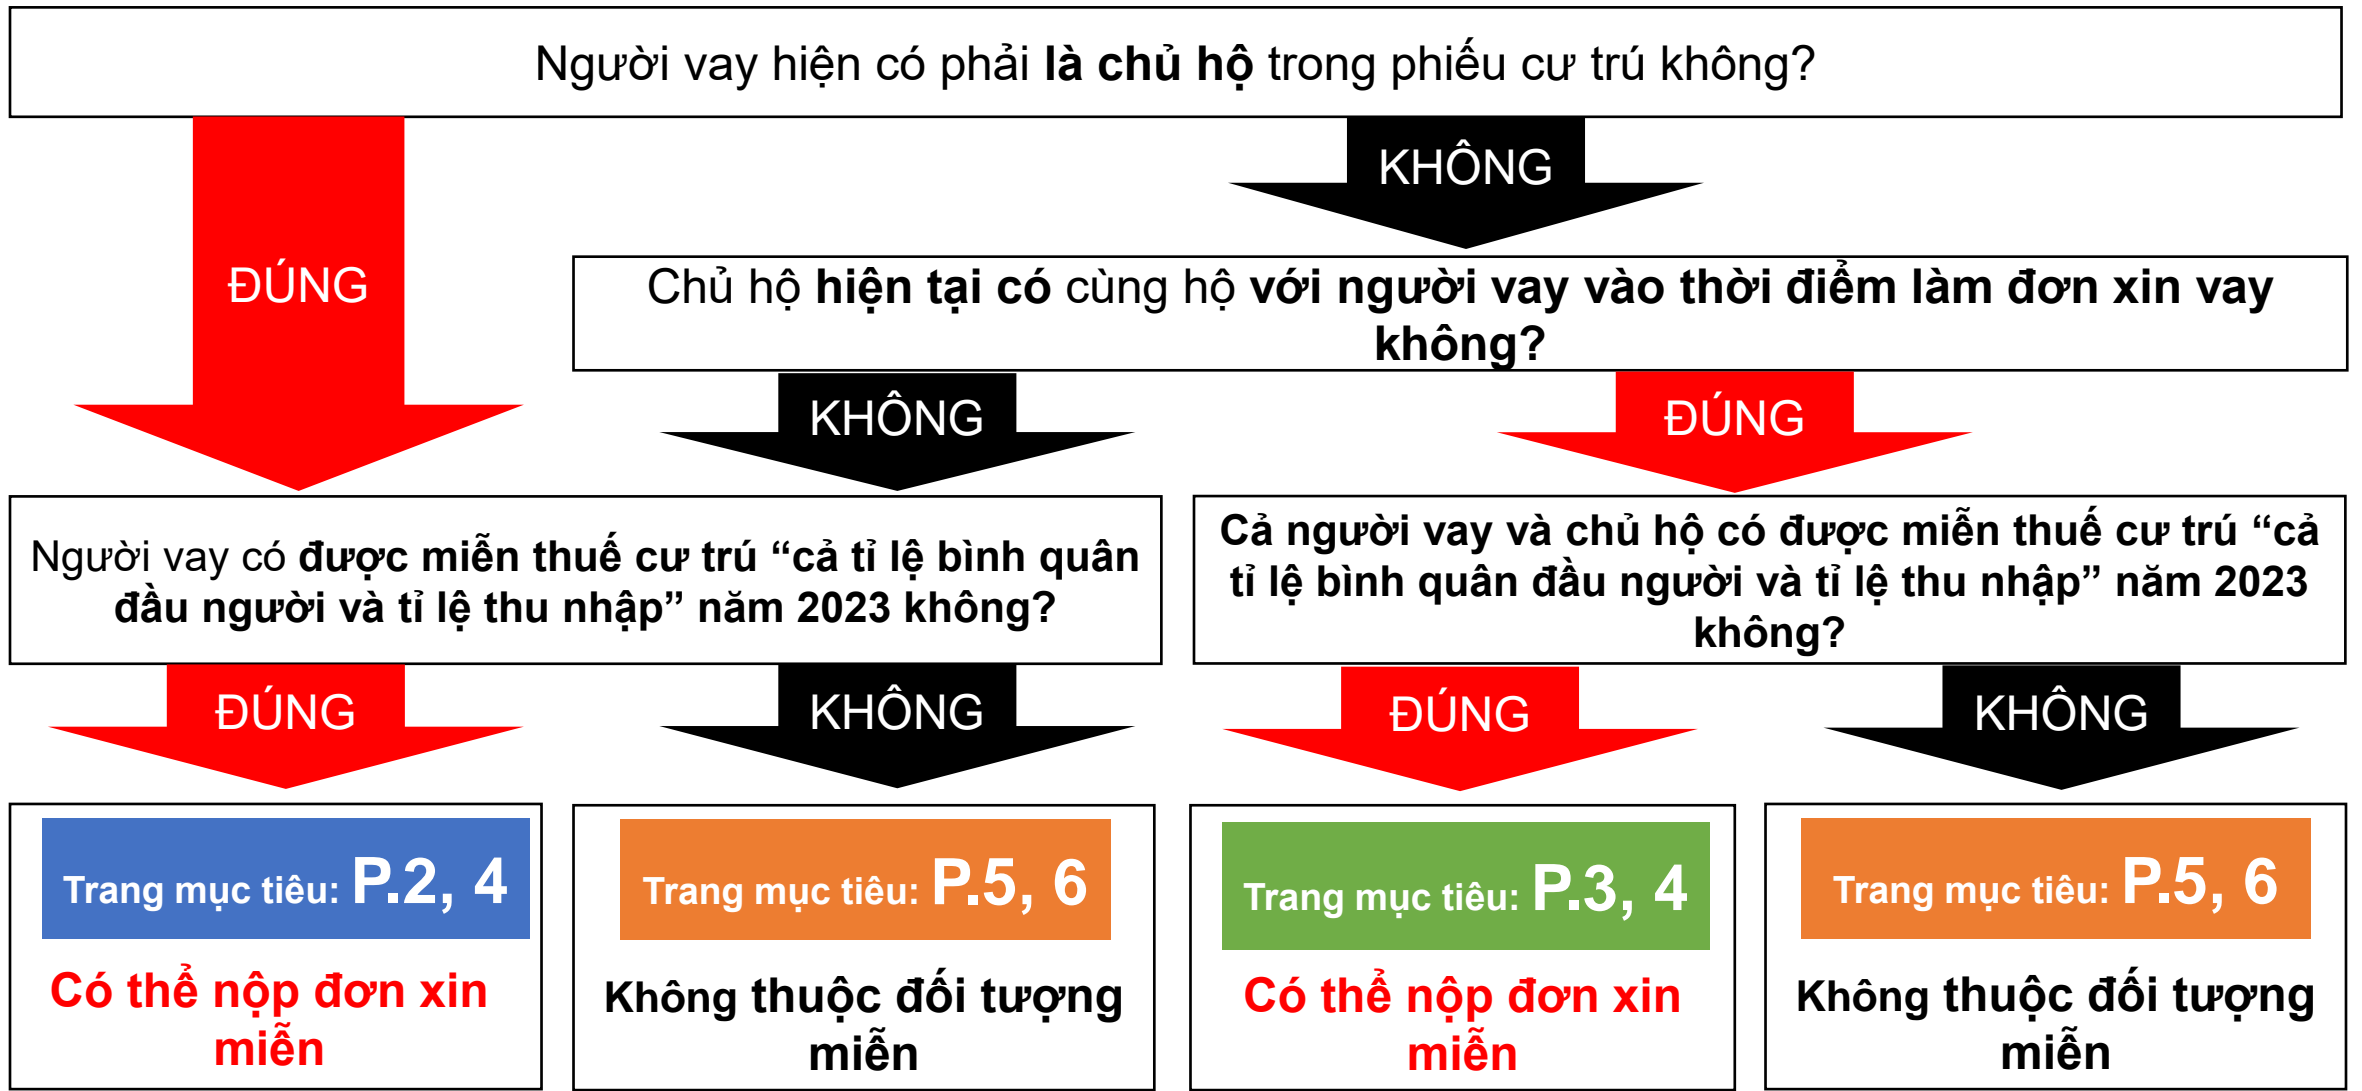 Người vay hiện có phải là chủ hộ trong phiếu cư trú không?
KHÔNG
ĐÚNG
Chủ hộ hiện tại có cùng hộ với người vay vào thời điểm làm đơn xin vay
không?
KHÔNG
ĐÚNG
Người vay có được miễn thuế cư trú “cả tỉ lệ bình quân
đầu người và tỉ lệ thu nhập” năm 2023 không?
Cả người vay và chủ hộ có được miễn thuế cư trú “cả
tỉ lệ bình quân đầu người và tỉ lệ thu nhập” năm 2023
không?
ĐÚNG
KHÔNG
ĐÚNG
KHÔNG
Trang mục tiêu: P.2, 4
Có thể nộp đơn xin
miễn
Trang mục tiêu: P.5, 6
Không thuộc đối tượng
miễn
Trang mục tiêu: P.3, 4
Có thể nộp đơn xin
miễn
Trang mục tiêu: P.5, 6
Không thuộc đối tượng
miễn